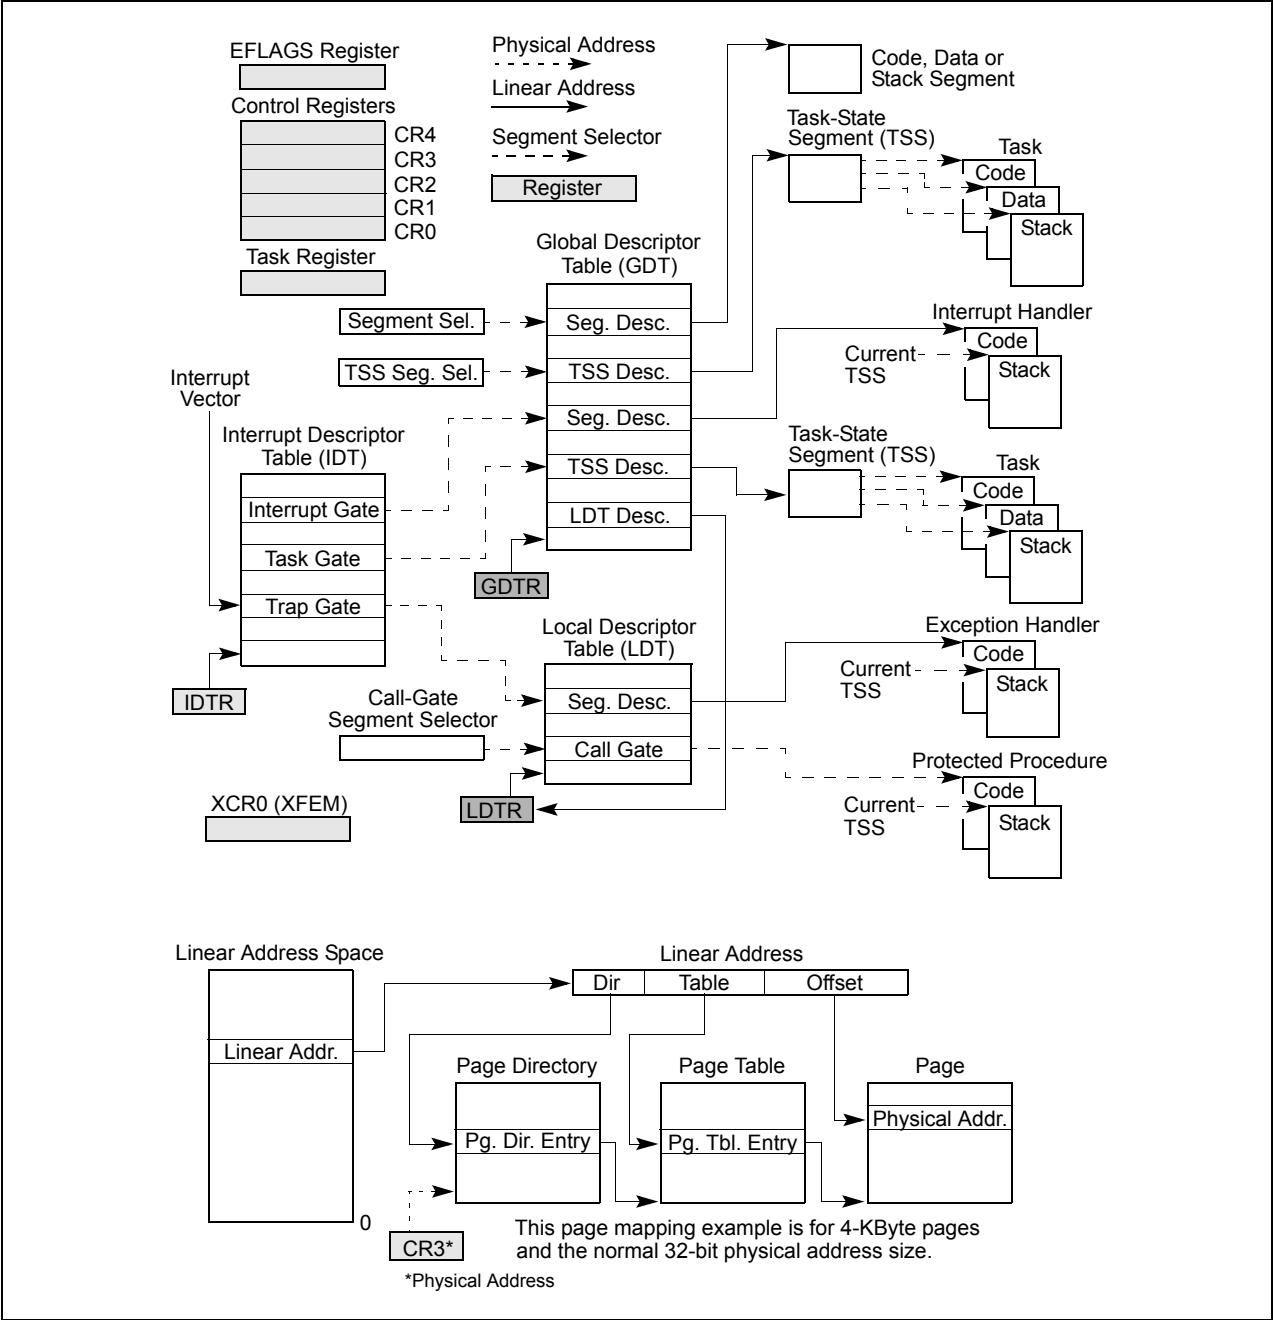 EFLAGS Register
Control Registers
CR4
CR3
CR2
CR1
CR0
Task Register
Physical Address
Linear Address
Segment Selector
Register
Code, Data or
Stack Segment
Task-State
Segment (TSS)
Task
Code
Data
Stack
Global Descriptor
Table (GDT)
Segment Sel.
Seg. Desc.
TSS Seg. Sel.
TSS Desc.
Seg. Desc.
TSS Desc.
LDT Desc.
GDTR
Interrupt Handler
Code
Stack
Current
TSS
Interrupt
Vector
Interrupt Descriptor
Table (IDT)
Interrupt Gate
Task Gate
Trap Gate
IDTR
Task-State
Segment (TSS)
Task
Code
Data
Stack
Local Descriptor
Table (LDT)
Seg. Desc.
Call Gate
Call-Gate
Segment Selector
LDTR
Exception Handler
Code
Stack
Current
TSS
Protected Procedure
Code
Stack
Current
TSS
XCR0 (XFEM)
Linear Address Space
Linear Addr.
0
Linear Address
Dir
Table
Offset
Page Directory
Pg. Dir. Entry
Page Table
Pg. Tbl. Entry
Page
Physical Addr.
CR3*
*Physical Address
This page mapping example is for 4-KByte pages
and the normal 32-bit physical address size.